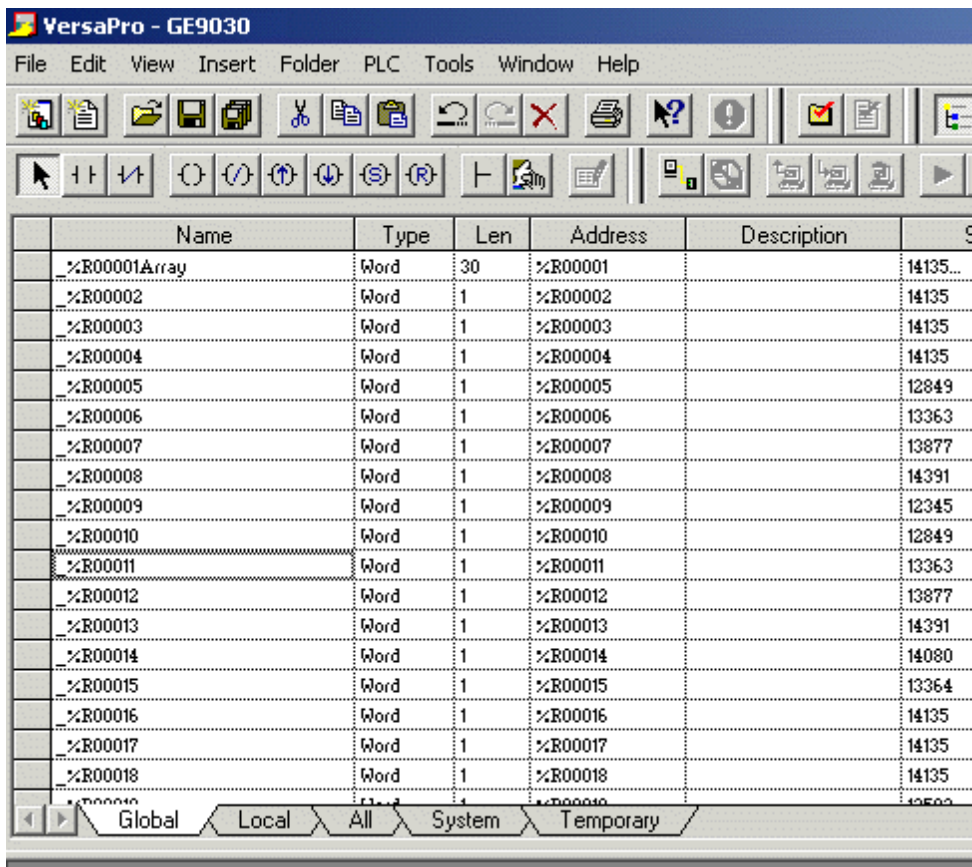 VersaPro - GE9030
File Edit View Insert Folder PLC Tools Window Help
Name Type Len Address Description
_%R00001Array Word 30 %R00001 14135...
_%R00002 Word 1 %R00002 14135
_%R00003 Word 1 %R00003 14135
_%R00004 Word 1 %R00004 14135
_%R00005 Word 1 %R00005 12849
_%R00006 Word 1 %R00006 13363
_%R00007 Word 1 %R00007 13877
_%R00008 Word 1 %R00008 14391
_%R00009 Word 1 %R00009 12345
_%R00010 Word 1 %R00010 12849
_%R00011 Word 1 %R00011 13363
_%R00012 Word 1 %R00012 13877
_%R00013 Word 1 %R00013 14391
_%R00014 Word 1 %R00014 14080
_%R00015 Word 1 %R00015 13364
_%R00016 Word 1 %R00016 14135
_%R00017 Word 1 %R00017 14135
_%R00018 Word 1 %R00018 14135
Global Local All System Temporary